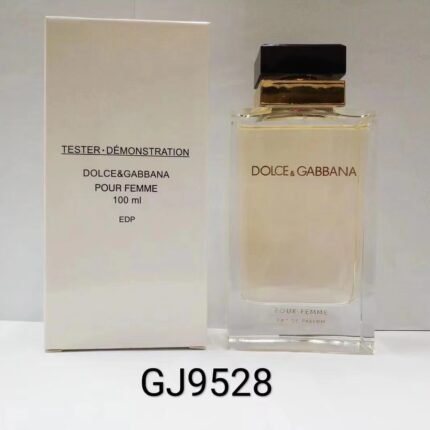 TESTER·DÉMONSTRATION
DOLCE&GABBANA
POUR FEMME
100 ml
EDP
DOLCE&GABBANA
POUR FEMME
EAU DE PARFUM
GJ9528